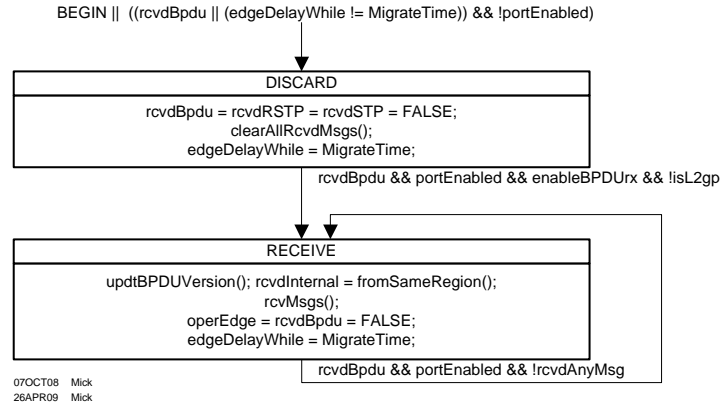 BEGIN || ((rcvdBpdu || (edgeDelayWhile != MigrateTime)) && !portEnabled)
DISCARD
rcvdBpdu = rcvdRSTP = rcvdSTP = FALSE;
clearAllRcvdMsgs();
edgeDelayWhile = MigrateTime;
rcvdBpdu && portEnabled && enableBPDUrx && !isL2gp
RECEIVE
updtBPDUVersion(); rcvdInternal = fromSameRegion();
rcvMsgs();
operEdge = rcvdBpdu = FALSE;
edgeDelayWhile = MigrateTime;
rcvdBpdu && portEnabled && !rcvdAnyMsg
07OCT08 Mick
26APR09 Mick